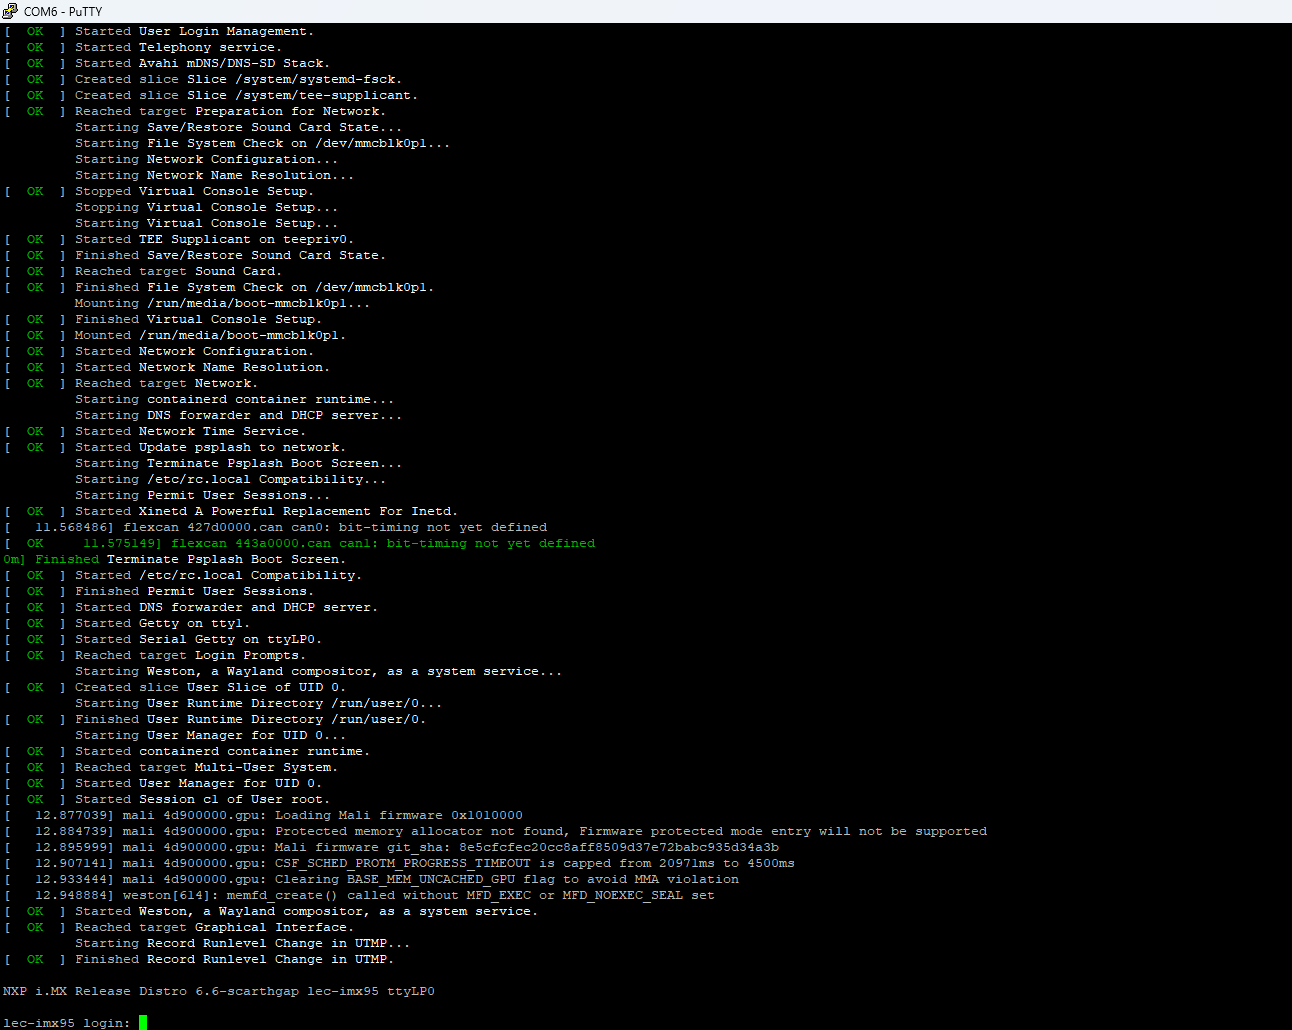 COM6 - PuTTY
[  OK  ] Started User Login Management.
[  OK  ] Started Telephony service.
[  OK  ] Started Avahi mDNS/DNS-SD Stack.
[  OK  ] Created slice Slice /system/systemd-fsck.
[  OK  ] Created slice Slice /system/tee-supplicant.
[  OK  ] Reached target Preparation for Network.
         Starting Save/Restore Sound Card State...
         Starting File System Check on /dev/mmcblk0p1...
         Starting Network Configuration...
         Starting Network Name Resolution...
[  OK  ] Stopped Virtual Console Setup.
         Stopping Virtual Console Setup...
         Starting Virtual Console Setup...
[  OK  ] Started TEE Supplicant on teepriv0.
[  OK  ] Finished Save/Restore Sound Card State.
[  OK  ] Reached target Sound Card.
[  OK  ] Finished File System Check on /dev/mmcblk0p1.
         Mounting /run/media/boot-mmcblk0p1...
[  OK  ] Finished Virtual Console Setup.
[  OK  ] Mounted /run/media/boot-mmcblk0p1.
[  OK  ] Started Network Configuration.
[  OK  ] Started Network Name Resolution.
[  OK  ] Reached target Network.
         Starting containerd container runtime...
         Starting DNS forwarder and DHCP server...
[  OK  ] Started Network Time Service.
[  OK  ] Started Update psplash to network.
         Starting Terminate Psplash Boot Screen...
         Starting /etc/rc.local Compatibility...
         Starting Permit User Sessions...
[  OK  ] Started Xinetd A Powerful Replacement For Inetd.
[   11.568486] flexcan 427d0000.can can0: bit-timing not yet defined
[  OK     11.575149] flexcan 443a0000.can can1: bit-timing not yet defined
0m] Finished Terminate Psplash Boot Screen.
[  OK  ] Started /etc/rc.local Compatibility.
[  OK  ] Finished Permit User Sessions.
[  OK  ] Started DNS forwarder and DHCP server.
[  OK  ] Started Getty on tty1.
[  OK  ] Started Serial Getty on ttyLP0.
[  OK  ] Reached target Login Prompts.
         Starting Weston, a Wayland compositor, as a system service...
[  OK  ] Created slice User Slice of UID 0.
         Starting User Runtime Directory /run/user/0...
[  OK  ] Finished User Runtime Directory /run/user/0.
         Starting User Manager for UID 0...
[  OK  ] Started containerd container runtime.
[  OK  ] Reached target Multi-User System.
[  OK  ] Started User Manager for UID 0.
[  OK  ] Started Session c1 of User root.
[   12.877039] mali 4d900000.gpu: Loading Mali firmware 0x1010000
[   12.884739] mali 4d900000.gpu: Protected memory allocator not found, Firmware protected mode entry will not be supported
[   12.895999] mali 4d900000.gpu: Mali firmware git_sha: 8e5cfcfec20cc8aff8509d37e72babc935d34a3b
[   12.907141] mali 4d900000.gpu: CSF_SCHED_PROTM_PROGRESS_TIMEOUT is capped from 20971ms to 4500ms
[   12.933444] mali 4d900000.gpu: Clearing BASE_MEM_UNCACHED_GPU flag to avoid MMA violation
[   12.948884] weston[614]: memfd_create() called without MFD_EXEC or MFD_NOEXEC_SEAL set
[  OK  ] Started Weston, a Wayland compositor, as a system service.
[  OK  ] Reached target Graphical Interface.
         Starting Record Runlevel Change in UTMP...
[  OK  ] Finished Record Runlevel Change in UTMP.
NXP i.MX Release Distro 6.6-scarthgap lec-imx95 ttyLP0
lec-imx95 login: